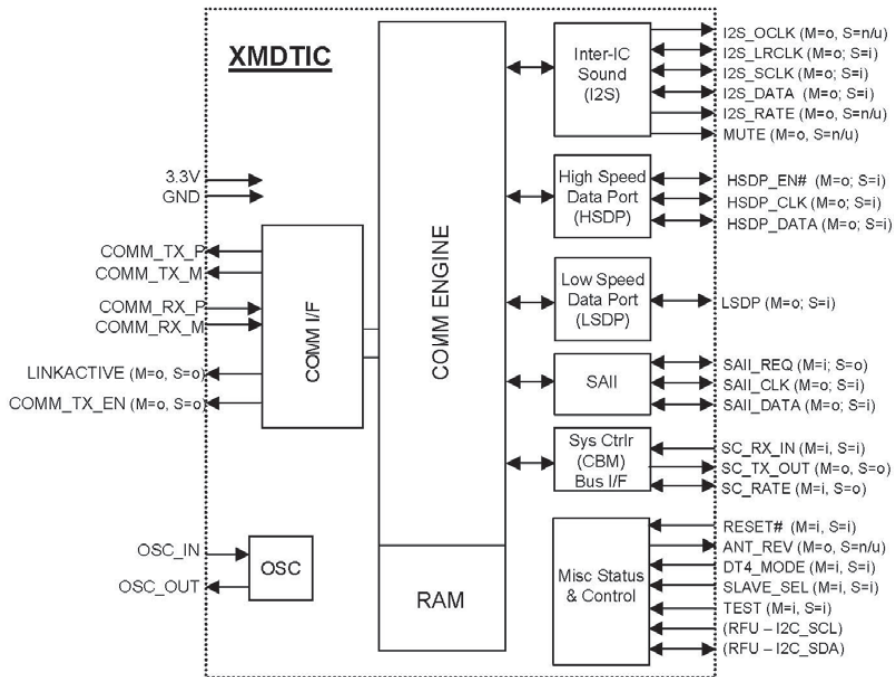 XMDTIC
3.3V
GND
COMM_TX_P
COMM_TX_M
COMM_RX_P
COMM_RX_M
LINKACTIVE (M=o, S=o)
COMM_TX_EN (M=o, S=o)
OSC_IN
OSC_OUT
COMM I/F
OSC
COMM ENGINE
RAM
Inter-IC
Sound
(I2S)
I2S_OCLK (M=o, S=n/u)
I2S_LRCLK (M=o; S=i)
I2S_SCLK (M=o; S=i)
I2S_DATA (M=o; S=i)
I2S_RATE (M=o, S=n/u)
MUTE (M=o, S=n/u)
High Speed
Data Port
(HSDP)
HSDP_EN# (M=o; S=i)
HSDP_CLK (M=o; S=i)
HSDP_DATA (M=o; S=i)
Low Speed
Data Port
(LSDP)
LSDP (M=o; S=i)
SAII
SAII_REQ (M=i; S=o)
SAII_CLK (M=o; S=i)
SAII_DATA (M=o; S=i)
Sys Ctrlr
(CBM)
Bus I/F
SC_RX_IN (M=i, S=i)
SC_TX_OUT (M=o, S=o)
SC_RATE (M=i, S=o)
Misc Status
& Control
RESET# (M=i, S=i)
ANT_REV (M=o, S=n/u)
DT4_MODE (M=i, S=i)
SLAVE_SEL (M=i, S=i)
TEST (M=i, S=i)
(RFU – I2C_SCL)
(RFU – I2C_SDA)